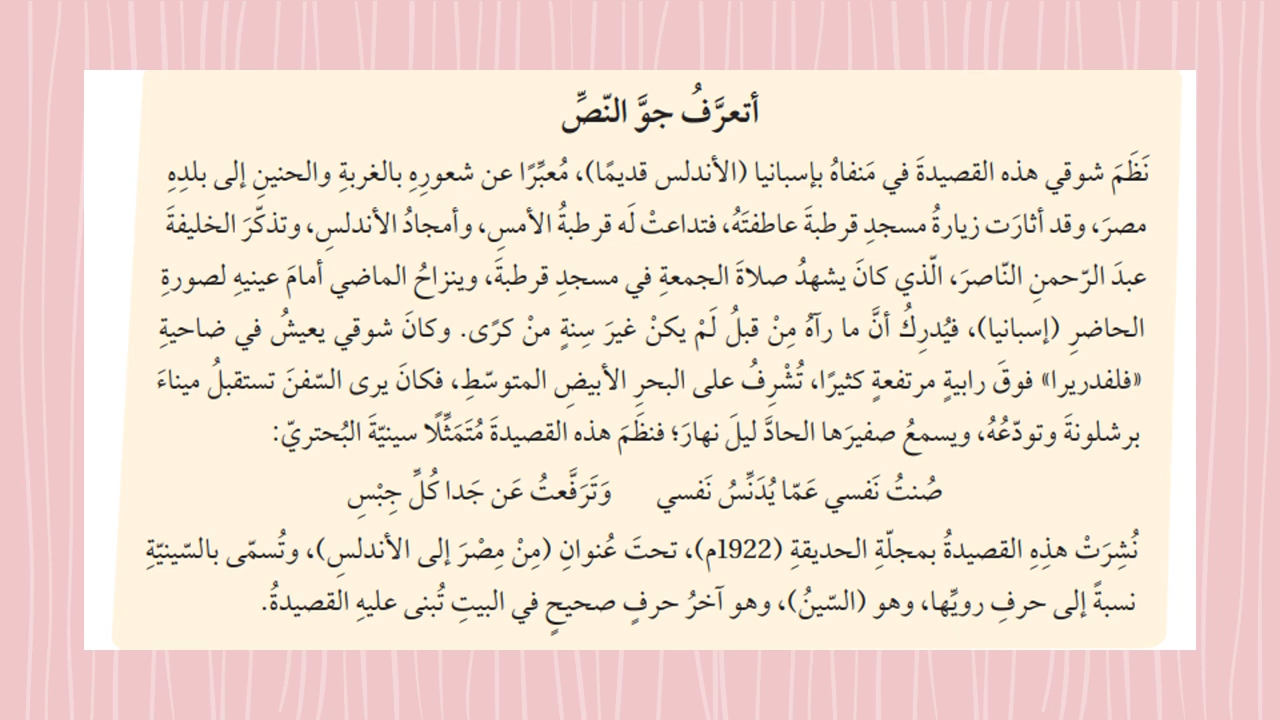 أتعرَّفُ جوَّ النّصِّ
نَظَمَ شوقي هذه القصيدةَ في مَنفاهُ بإسبانيا (الأندلس قديمًا)، مُعبِّرًا عن شعورِهِ بالغربةِ والحنينِ إلى بلدِهِ
مصرَ، وقد أثارَت زيارةُ مسجدِ قرطبةَ عاطفتَهُ، فتداعتْ لَه قرطبةُ الأمسِ، وأمجادُ الأندلسِ، وتذكّرَ الخليفةَ
عبدَ الرّحمنِ النّاصرَ، الّذي كانَ يشهدُ صلاةَ الجمعةِ في مسجدِ قرطبةَ، وينزاحُ الماضي أمامَ عينيهِ لصورةِ
الحاضرِ (إسبانيا)، فيُدرِكُ أنَّ ما رآهُ مِنْ قبلُ لَمْ يكنْ غيرَ سِنةٍ منْ كرًى. وكانَ شوقي يعيشُ في ضاحيةِ
«فلفدريرا» فوقَ رابيةٍ مرتفعةٍ كثيرًا، تُشْرِفُ على البحرِ الأبيضِ المتوسّطِ، فكانَ يرى السّفنَ تستقبلُ ميناءَ
برشلونةَ وتودّعُهُ، ويسمعُ صفيرَها الحادَّ ليلَ نهارَ؛ فنظَمَ هذه القصيدةَ مُتَمَثِّلًا سينيّةَ البُحتريّ:
صُنتُ نَفسي عَمّا يُدَنِّسُ نَفسي وَتَرَفَّعتُ عَن جَدا كُلِّ جِبْسِ
نُشِرَتْ هذِهِ القصيدةُ بمجلّةِ الحديقةِ (1922م)، تحتَ عُنوانِ (مِنْ مِصْرَ إلى الأندلسِ)، وتُسمّى بالسّينيّةِ
نسبةً إلى حرفِ رويِّها، وهو (السّينُ)، وهو آخرُ حرفٍ صحيحٍ في البيتِ تُبنى عليهِ القصيدةُ.